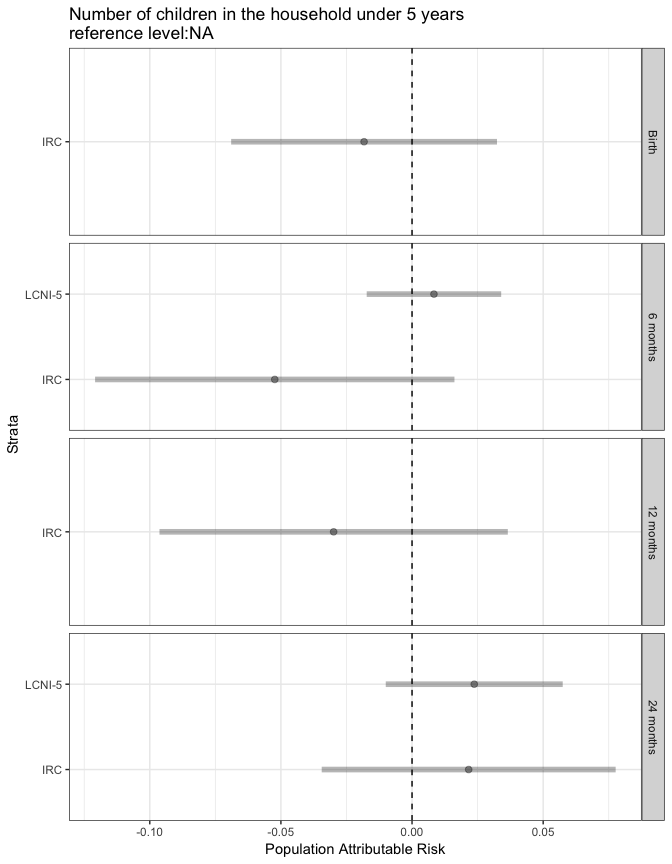 Number of children in the household under 5 years
reference level:NA
IRC
Birth
LCNI-5
IRC
6 months
IRC
12 months
LCNI-5
IRC
24 months
Strata
-0.10
-0.05
0.00
0.05
Population Attributable Risk